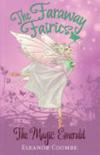 The Faraway
Fairies
The Magic Emerald
Eleanor Coombe